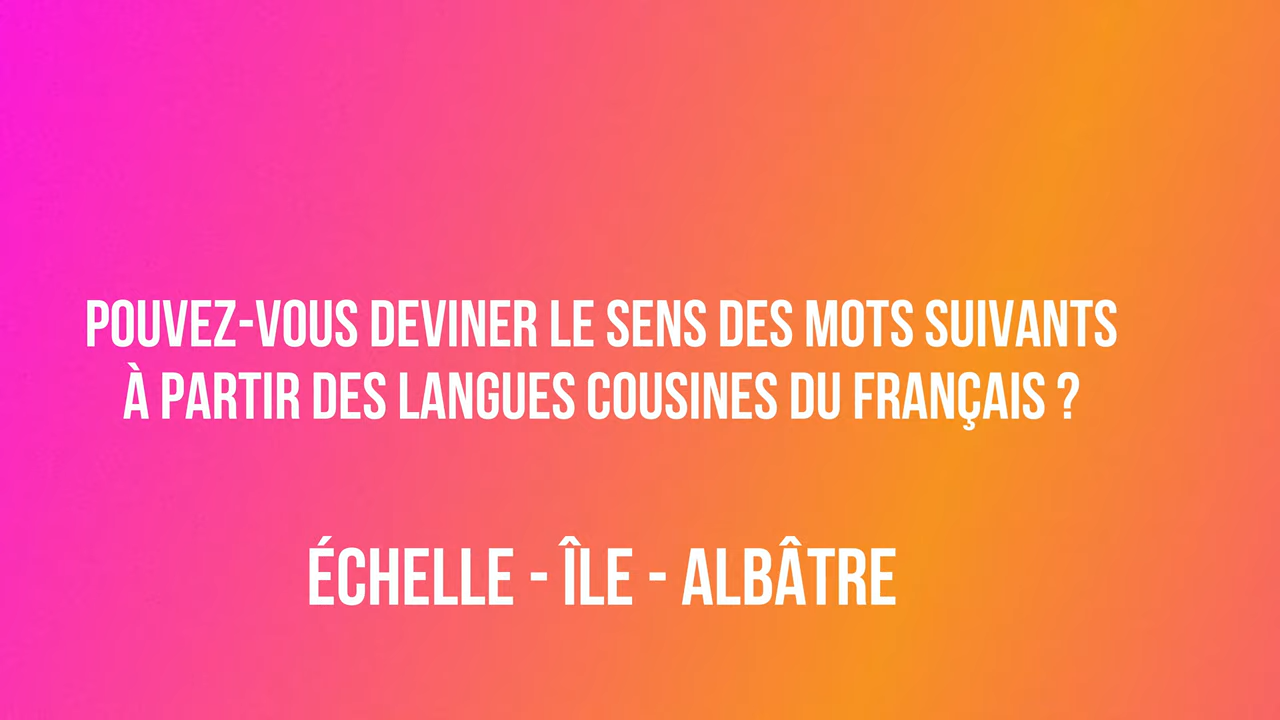 POUVEZ-VOUS DEVINER LE SENS DES MOTS SUIVANTS
À PARTIR DES LANGUES COUSINES DU FRANÇAIS ?
ÉCHELLE - ÎLE - ALBÂTRE